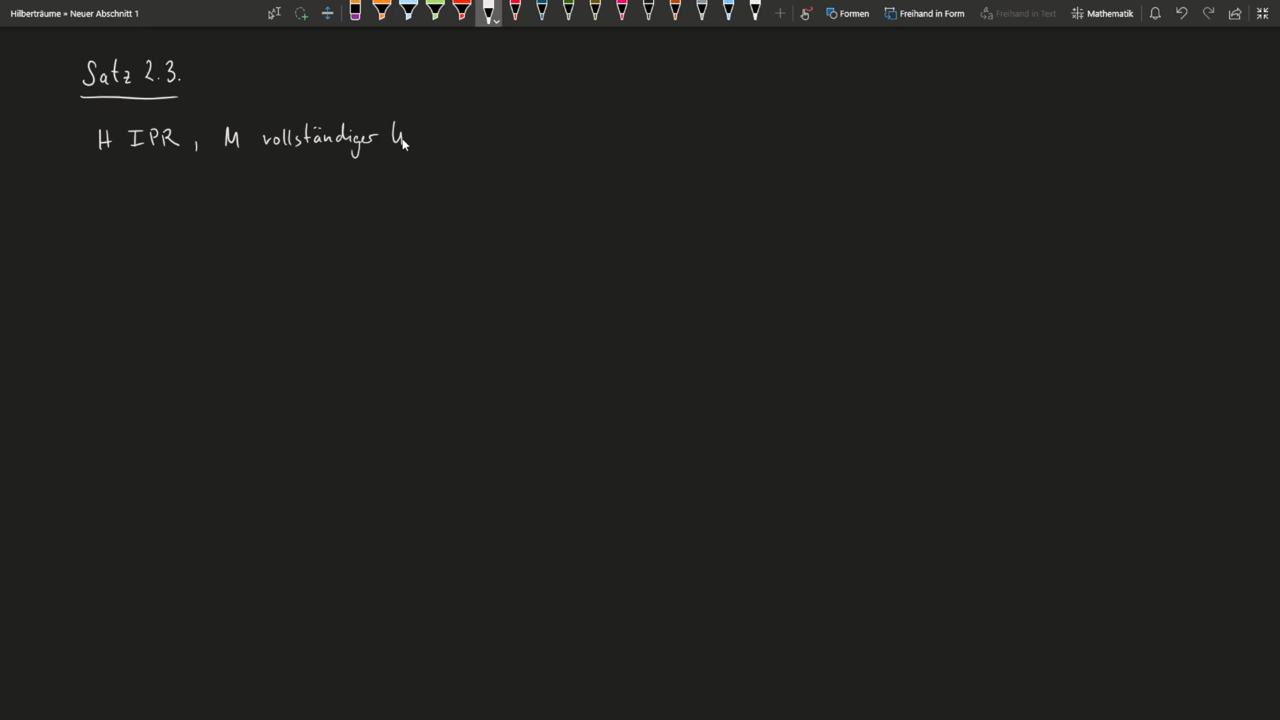 Hilberträume » Neuer Abschnitt 1 Formen Freihand in Form Freihand in Text Mathematik
Satz 2.3.
H IPR, M vollständiger U